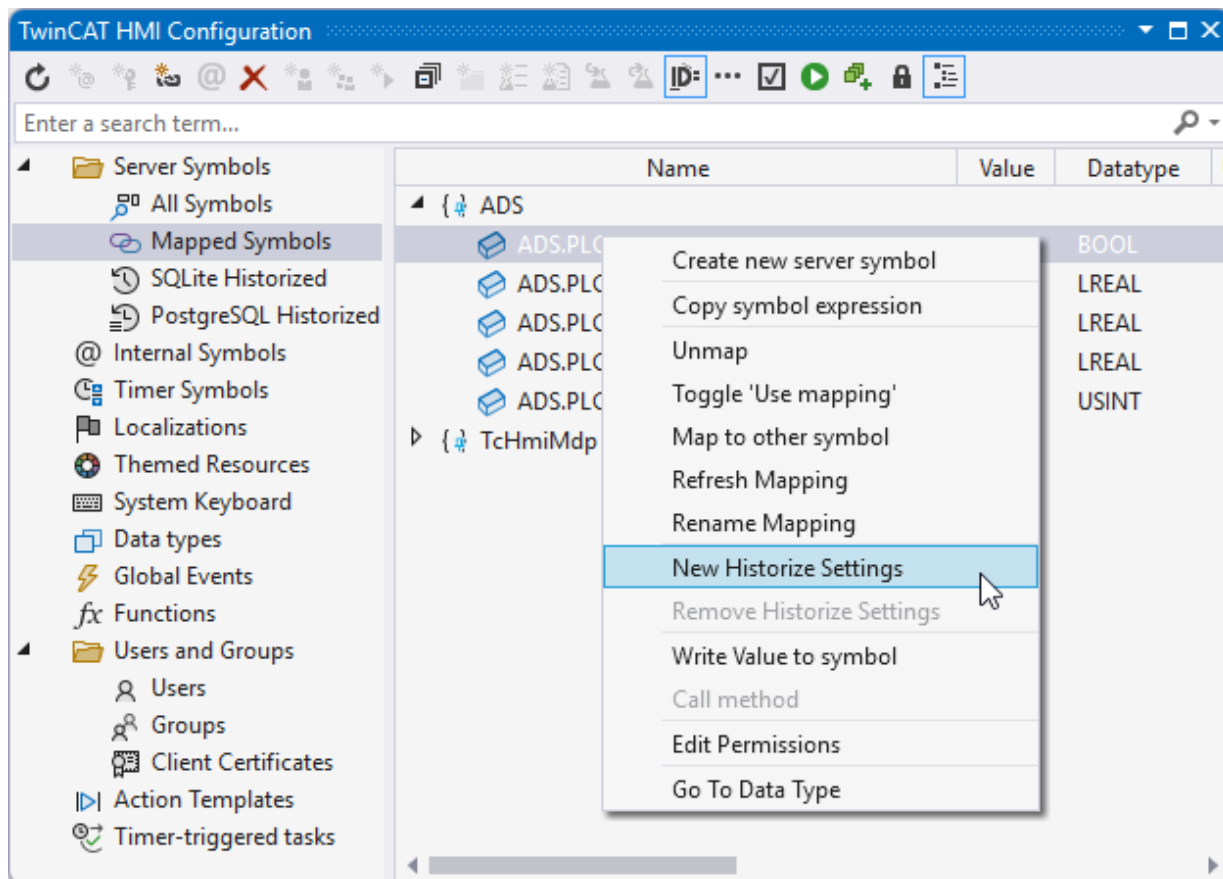 TwinCAT HMI Configuration
Enter a search term...
Server Symbols
All Symbols
Mapped Symbols
SQLite Historized
PostgreSQL Historized
Internal Symbols
Timer Symbols
Localizations
Themed Resources
System Keyboard
Data types
Global Events
Functions
Users and Groups
Users
Groups
Client Certificates
Action Templates
Timer-triggered tasks
Name Value Datatype
ADS
ADS.PLC BOOL
ADS.PLC LREAL
ADS.PLC LREAL
ADS.PLC LREAL
ADS.PLC USINT
TcHmiMdp
Create new server symbol
Copy symbol expression
Unmap
Toggle 'Use mapping'
Map to other symbol
Refresh Mapping
Rename Mapping
New Historize Settings
Remove Historize Settings
Write Value to symbol
Call method
Edit Permissions
Go To Data Type